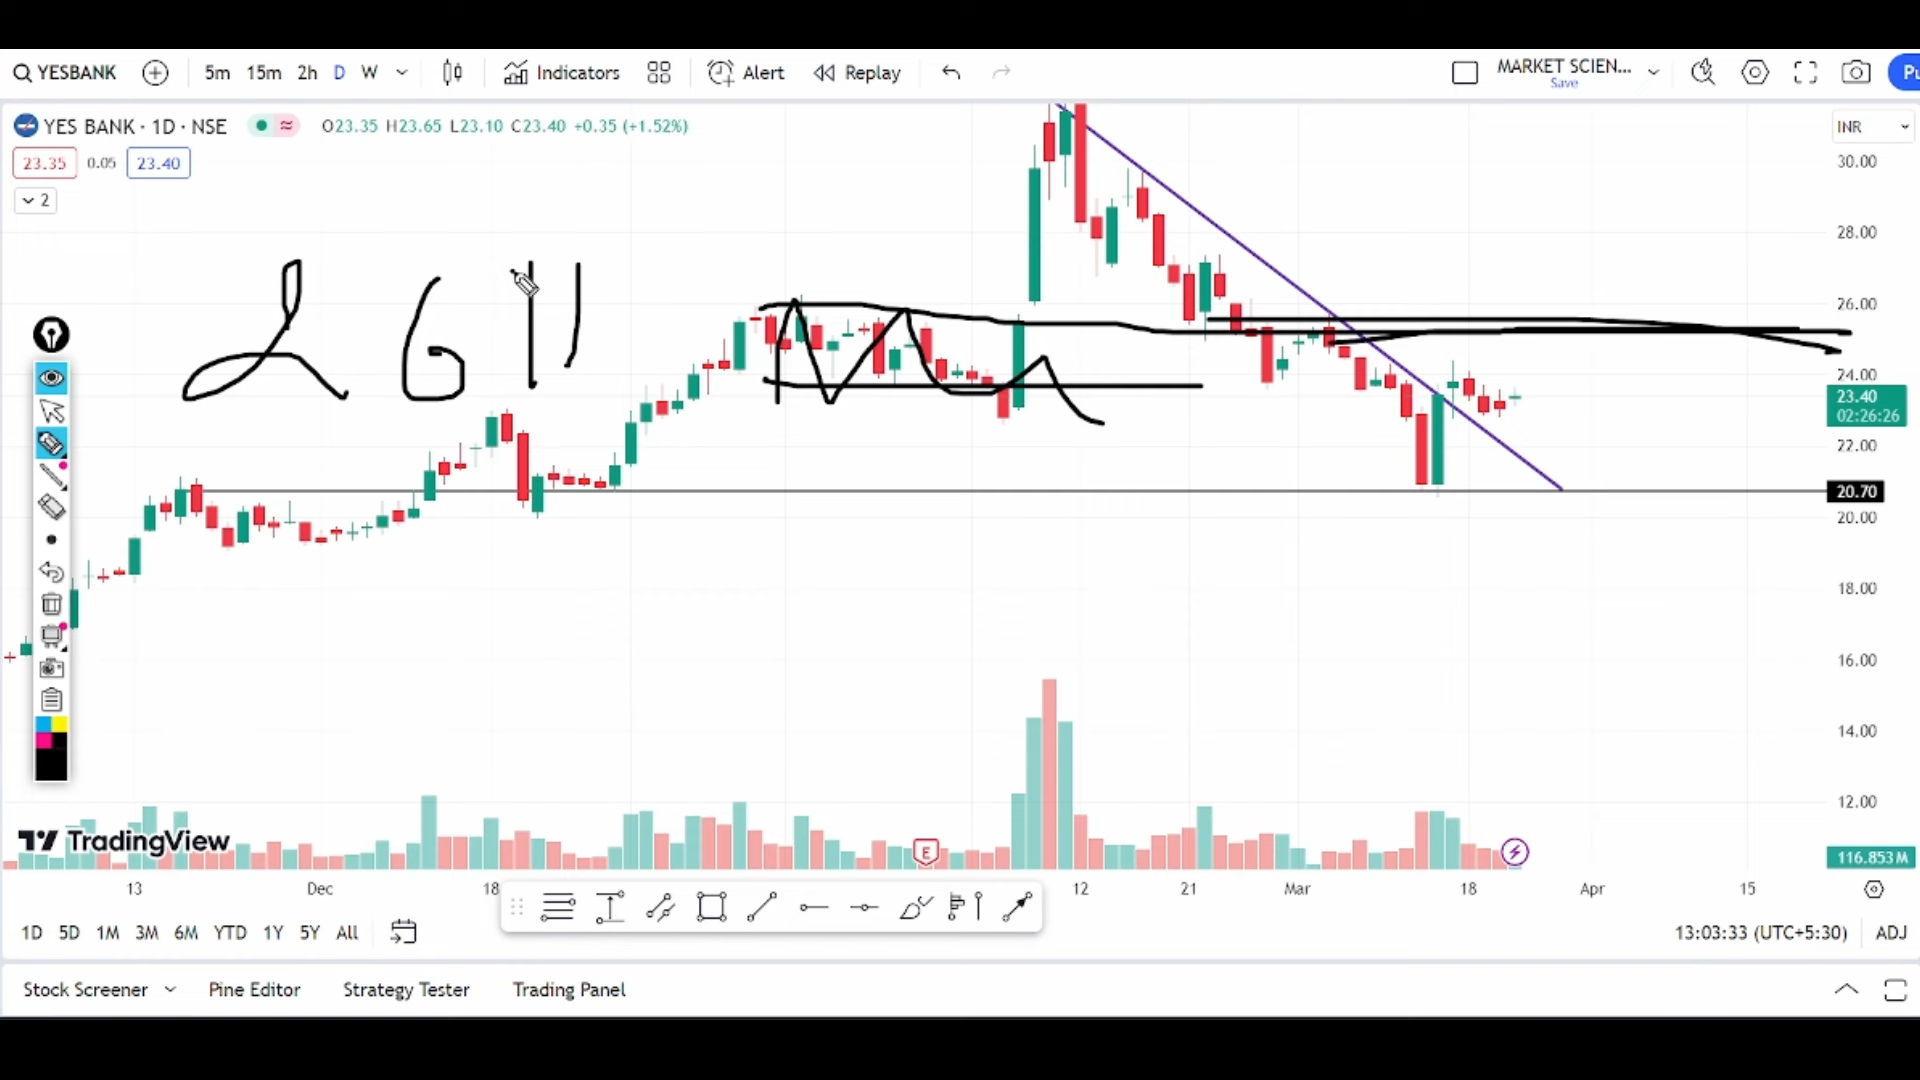 YESBANK 5m 15m 2h D W Indicators Alert Replay MARKET SCIEN...
Save
Pu
YES BANK · 1D · NSE O23.35 H23.65 L23.10 C23.40 +0.35 (+1.52%) INR
23.35 0.05 23.40
2
30.00
28.00
26.00
24.00
23.40
02:26:26
22.00
20.70
20.00
18.00
16.00
14.00
12.00
26
E
TradingView
116.853M
13 Dec 18 12 21 Mar 18 Apr 15
1D 5D 1M 3M 6M YTD 1Y 5Y All 13:03:33 (UTC+5:30) ADJ
Stock Screener Pine Editor Strategy Tester Trading Panel